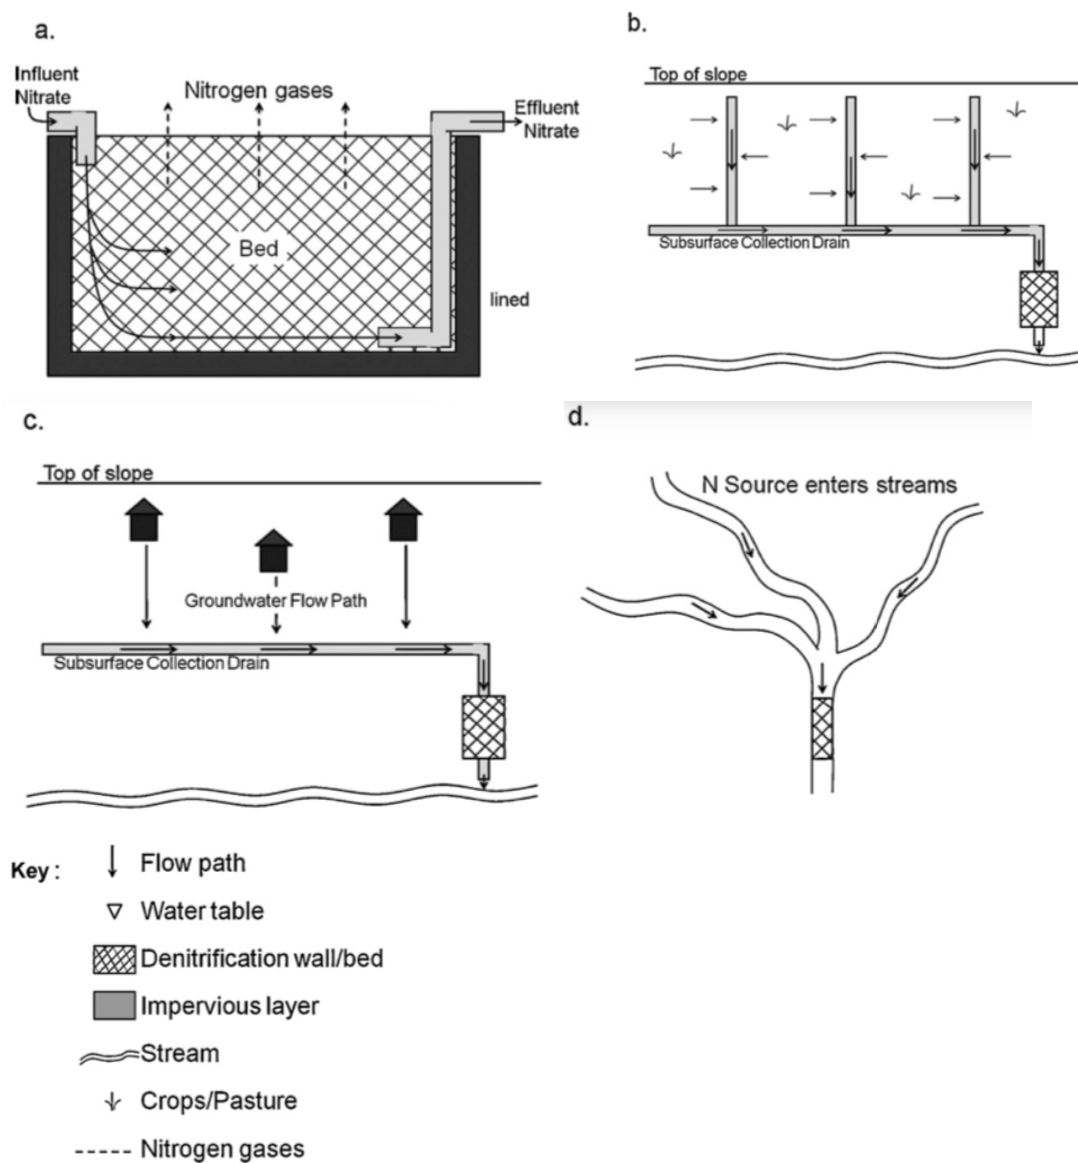 a.
Influent
Nitrate
Nitrogen gases
Effluent
Nitrate
Bed
lined
b.
Top of slope
Subsurface Collection Drain
c.
Top of slope
Groundwater Flow Path
Subsurface Collection Drain
d.
N Source enters streams
Key :
Flow path
Water table
Denitrification wall/bed
Impervious layer
Stream
Crops/Pasture
Nitrogen gases